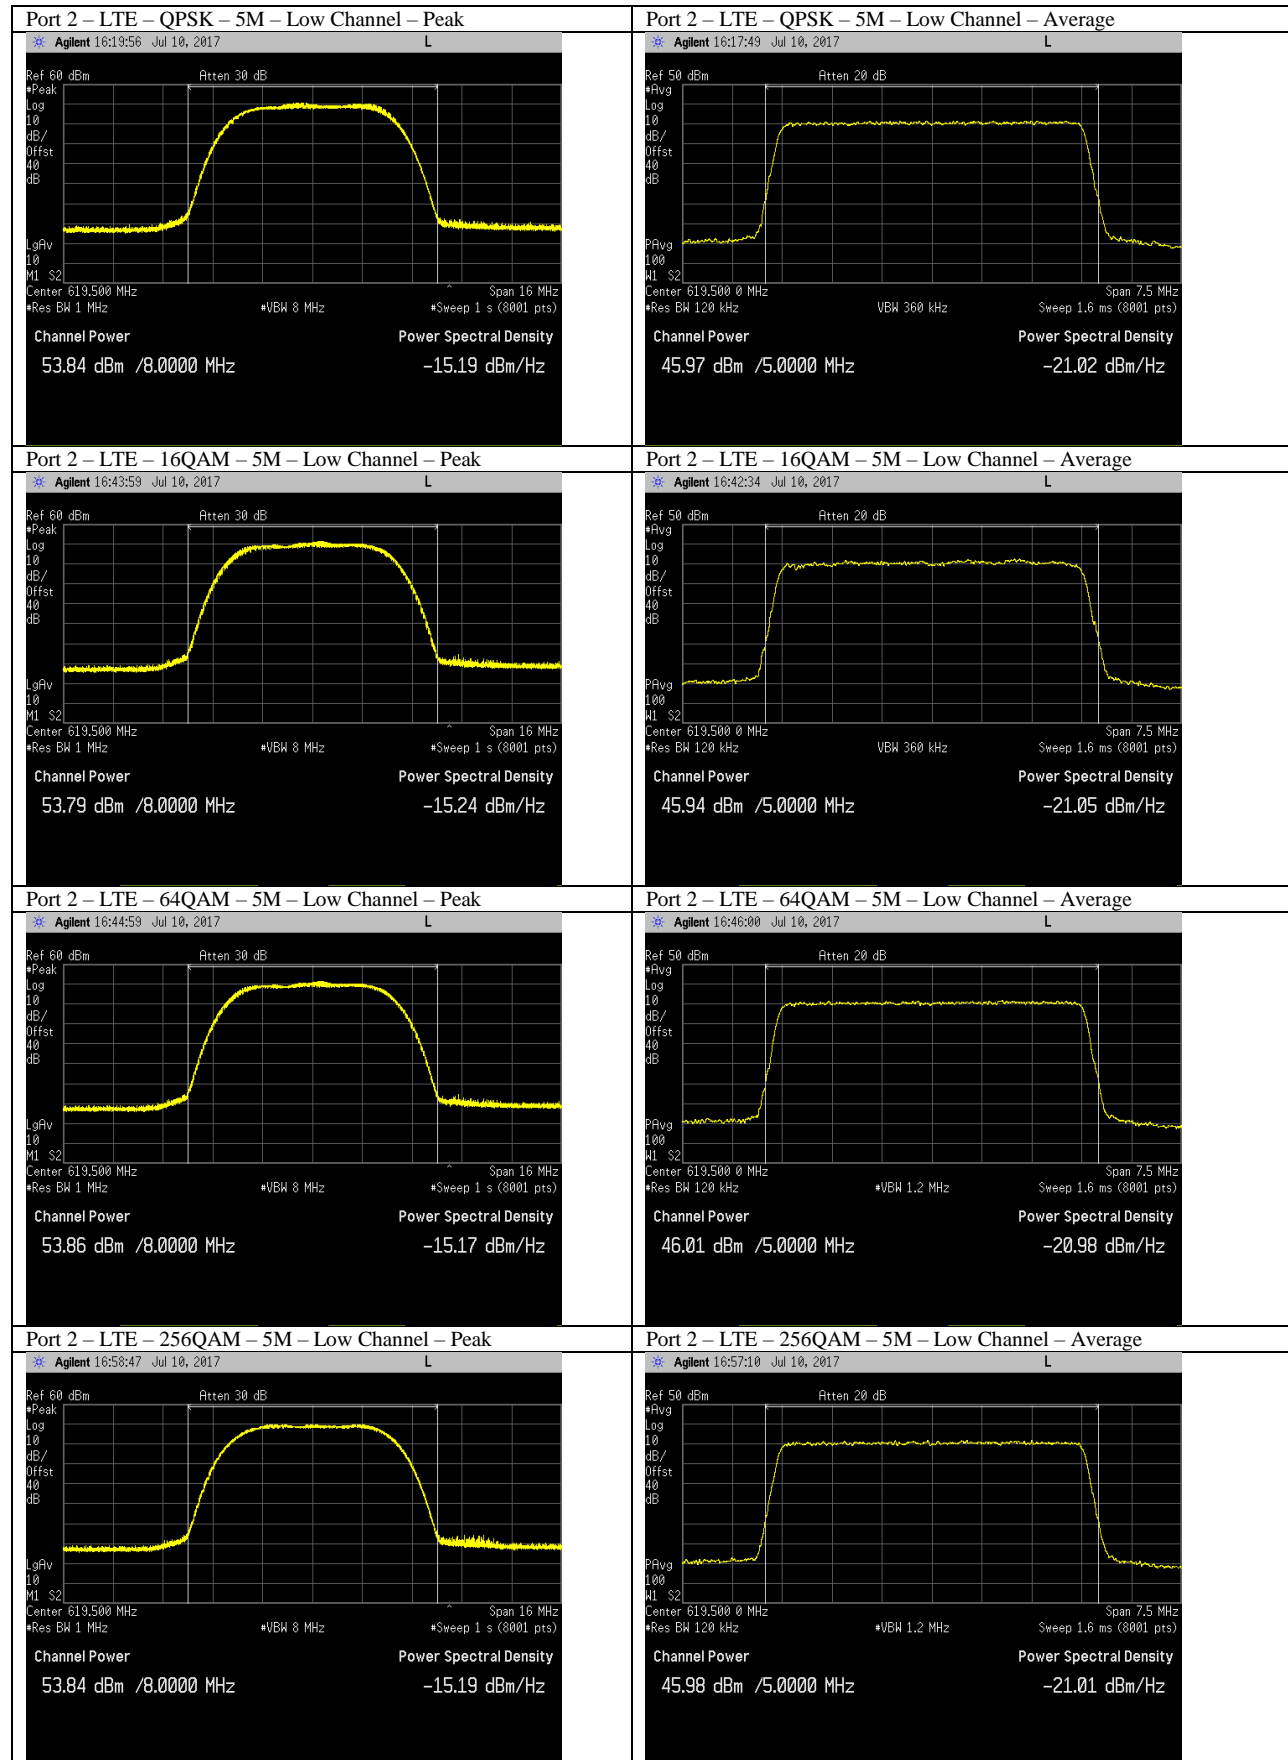 Port 2 – LTE – QPSK – 5M – Low Channel – Peak
Agilent 16:19:56 Jul 10, 2017 L
Ref 60 dBm Atten 30 dB
#Peak
Log
10
dB/
Offst
40
dB
LgAv
10
M1 S2
Center 619.500 MHz Span 16 MHz
#Res BW 1 MHz #VBW 8 MHz #Sweep 1 s (8001 pts)
Channel Power Power Spectral Density
53.84 dBm /8.0000 MHz -15.19 dBm/Hz
Port 2 – LTE – QPSK – 5M – Low Channel – Average
Agilent 16:17:49 Jul 10, 2017 L
Ref 50 dBm Atten 20 dB
#Avg
Log
10
dB/
Offst
40
dB
PAvg
100
W1 S2
Center 619.500 0 MHz Span 7.5 MHz
#Res BW 120 kHz VBW 360 kHz Sweep 1.6 ms (8001 pts)
Channel Power Power Spectral Density
45.97 dBm /5.0000 MHz -21.02 dBm/Hz
Port 2 – LTE – 16QAM – 5M – Low Channel – Peak
Agilent 16:43:59 Jul 10, 2017 L
Ref 60 dBm Atten 30 dB
#Peak
Log
10
dB/
Offst
40
dB
LgAv
10
M1 S2
Center 619.500 MHz Span 16 MHz
#Res BW 1 MHz #VBW 8 MHz #Sweep 1 s (8001 pts)
Channel Power Power Spectral Density
53.79 dBm /8.0000 MHz -15.24 dBm/Hz
Port 2 – LTE – 16QAM – 5M – Low Channel – Average
Agilent 16:42:34 Jul 10, 2017 L
Ref 50 dBm Atten 20 dB
#Avg
Log
10
dB/
Offst
40
dB
PAvg
100
W1 S2
Center 619.500 0 MHz Span 7.5 MHz
#Res BW 120 kHz VBW 360 kHz Sweep 1.6 ms (8001 pts)
Channel Power Power Spectral Density
45.94 dBm /5.0000 MHz -21.05 dBm/Hz
Port 2 – LTE – 64QAM – 5M – Low Channel – Peak
Agilent 16:44:59 Jul 10, 2017 L
Ref 60 dBm Atten 30 dB
#Peak
Log
10
dB/
Offst
40
dB
LgAv
10
M1 S2
Center 619.500 MHz Span 16 MHz
#Res BW 1 MHz #VBW 8 MHz #Sweep 1 s (8001 pts)
Channel Power Power Spectral Density
53.86 dBm /8.0000 MHz -15.17 dBm/Hz
Port 2 – LTE – 64QAM – 5M – Low Channel – Average
Agilent 16:46:00 Jul 10, 2017 L
Ref 50 dBm Atten 20 dB
#Avg
Log
10
dB/
Offst
40
dB
PAvg
100
W1 S2
Center 619.500 0 MHz Span 7.5 MHz
#Res BW 120 kHz #VBW 1.2 MHz Sweep 1.6 ms (8001 pts)
Channel Power Power Spectral Density
46.01 dBm /5.0000 MHz -20.98 dBm/Hz
Port 2 – LTE – 256QAM – 5M – Low Channel – Peak
Agilent 16:58:47 Jul 10, 2017 L
Ref 60 dBm Atten 30 dB
#Peak
Log
10
dB/
Offst
40
dB
LgAv
10
M1 S2
Center 619.500 MHz Span 16 MHz
#Res BW 1 MHz #VBW 8 MHz #Sweep 1 s (8001 pts)
Channel Power Power Spectral Density
53.84 dBm /8.0000 MHz -15.19 dBm/Hz
Port 2 – LTE – 256QAM – 5M – Low Channel – Average
Agilent 16:57:10 Jul 10, 2017 L
Ref 50 dBm Atten 20 dB
#Avg
Log
10
dB/
Offst
40
dB
PAvg
100
W1 S2
Center 619.500 0 MHz Span 7.5 MHz
#Res BW 120 kHz #VBW 1.2 MHz Sweep 1.6 ms (8001 pts)
Channel Power Power Spectral Density
45.98 dBm /5.0000 MHz -21.01 dBm/Hz